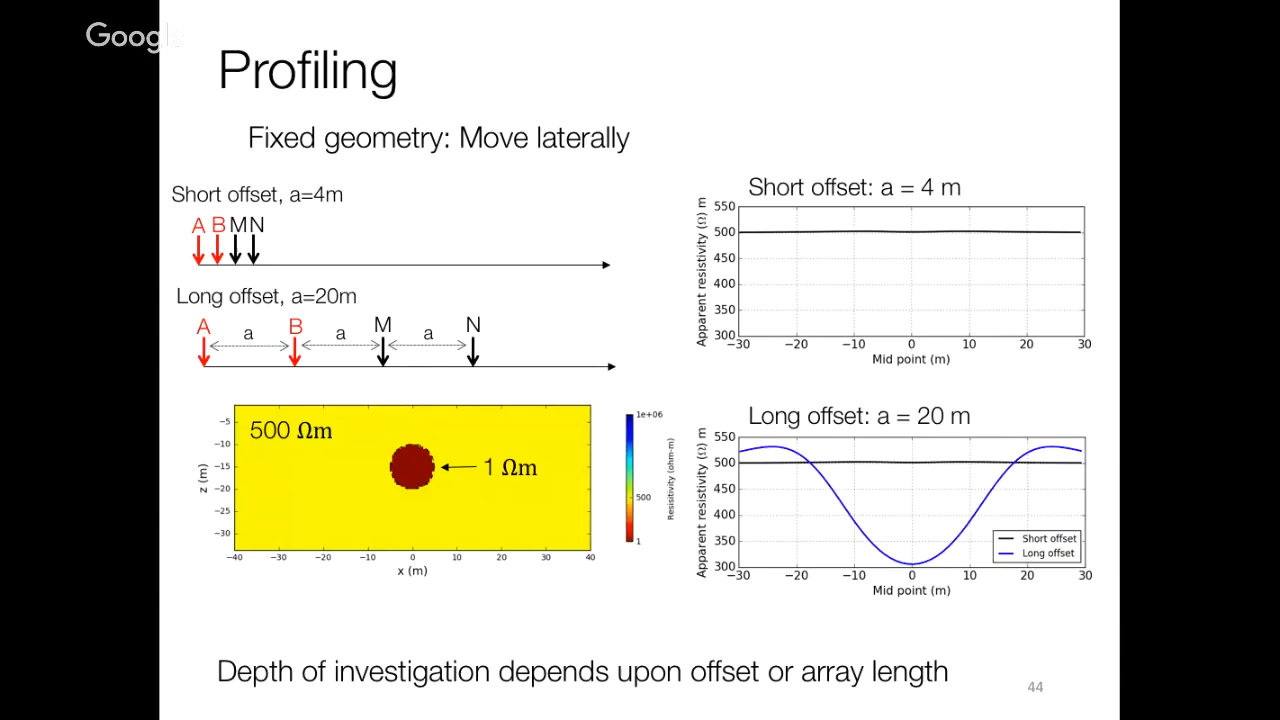 Google
Profiling
Fixed geometry: Move laterally
Short offset, a=4m
A B M N
Long offset, a=20m
A a B a M a N
500 Ωm
1 Ωm
−5
−10
−15
−20
−25
−30
z (m)
−40 −30 −20 −10 0 10 20 30 40
x (m)
1e+06
500
1
Resisitivity (ohm-m)
Short offset: a = 4 m
Apparent resistivity (Ω) m
550
500
450
400
350
300
−30 −20 −10 0 10 20 30
Mid point (m)
Long offset: a = 20 m
Apparent resistivity (Ω) m
550
500
450
400
350
300
Short offset
Long offset
−30 −20 −10 0 10 20 30
Mid point (m)
Depth of investigation depends upon offset or array length
44